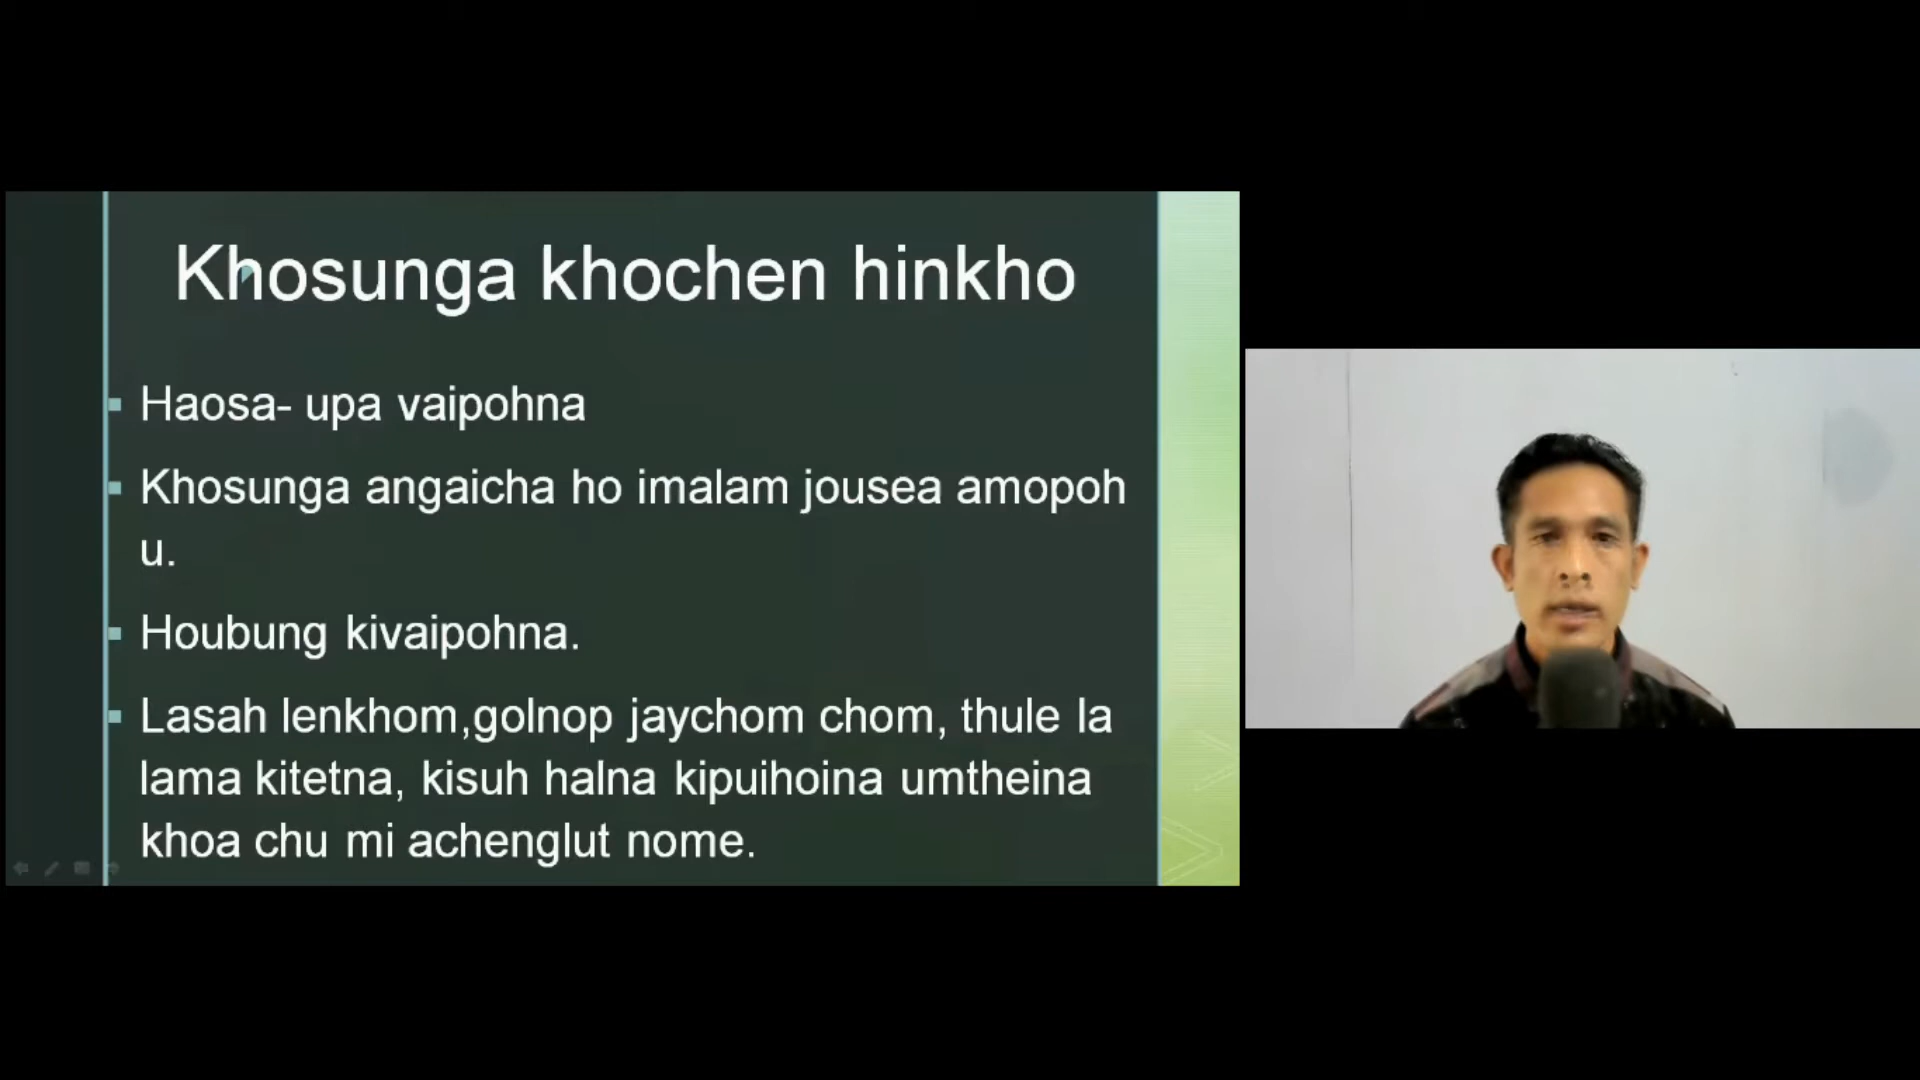 Khosunga khochen hinkho
Haosa- upa vaipohna
Khosunga angaicha ho imalam jousea amopoh
u.
Houbung kivaipohna.
Lasah lenkhom,golnop jaychom chom, thule la
lama kitetna, kisuh halna kipuihoina umtheina
khoa chu mi achenglut nome.